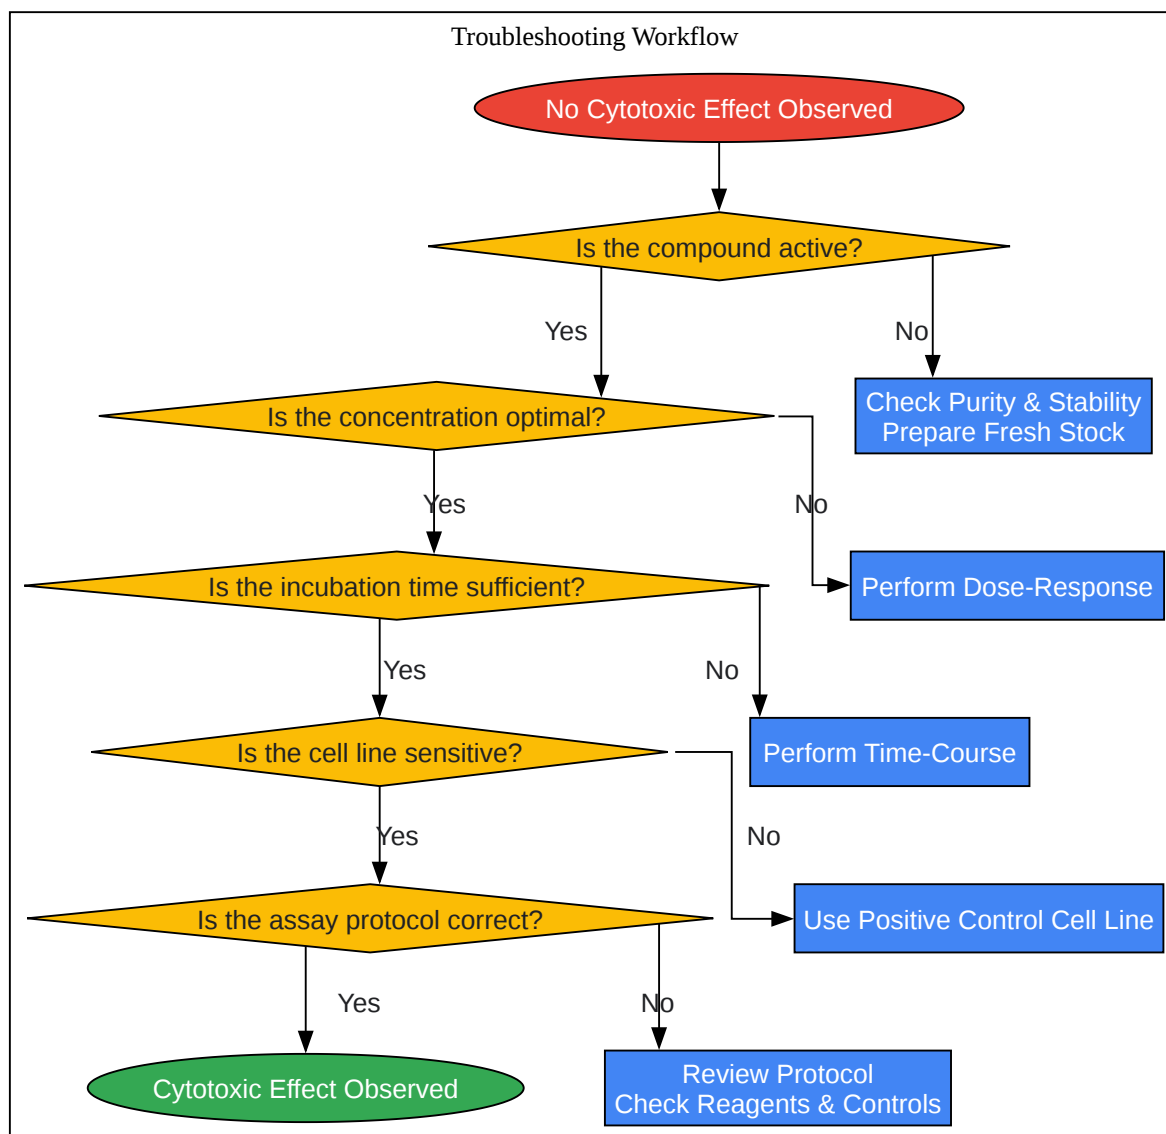 Troubleshooting Workflow
No Cytotoxic Effect Observed
Is the compound active?
Yes
No
Is the concentration optimal?
Check Purity & Stability
Prepare Fresh Stock
Yes
No
Is the incubation time sufficient?
Perform Dose-Response
Yes
No
Is the cell line sensitive?
Perform Time-Course
Yes
No
Is the assay protocol correct?
Use Positive Control Cell Line
Yes
No
Cytotoxic Effect Observed
Review Protocol
Check Reagents & Controls